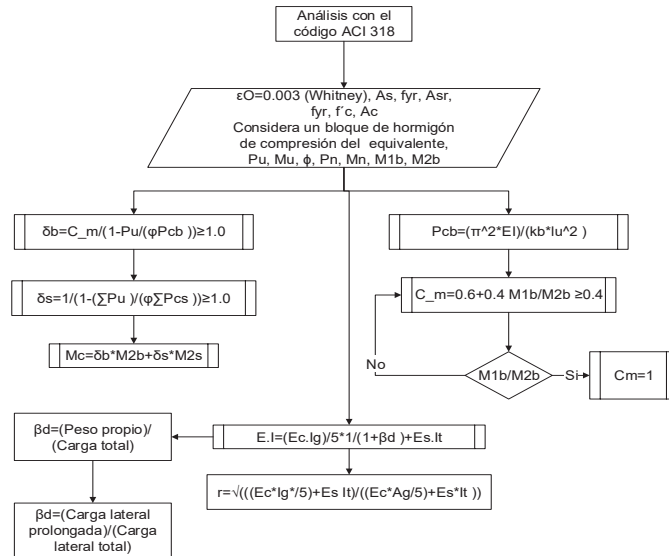 Análisis con el
código ACI 318
εO=0.003 (Whitney), As, fyr, Asr,
fyr, f´c, Ac
Considera un bloque de hormigón
de compresión del equivalente,
Pu, Mu, ϕ, Pn, Mn, M1b, M2b
δb=C_m/(1-Pu/(φPcb ))≥1.0
δs=1/(1-(∑Pu )/(φ∑Pcs ))≥1.0
Mc=δb*M2b+δs*M2s
Pcb=(π^2*EI)/(kb*lu^2 )
C_m=0.6+0.4 M1b/M2b ≥0.4
No
M1b/M2b
Si
Cm=1
E.I=(Ec.Ig)/5*1/(1+βd )+Es.It
βd=(Peso propio)/
(Carga total)
r=√(((Ec*Ig*/5)+Es It)/((Ec*Ag/5)+Es*It ))
βd=(Carga lateral
prolongada)/(Carga
lateral total)